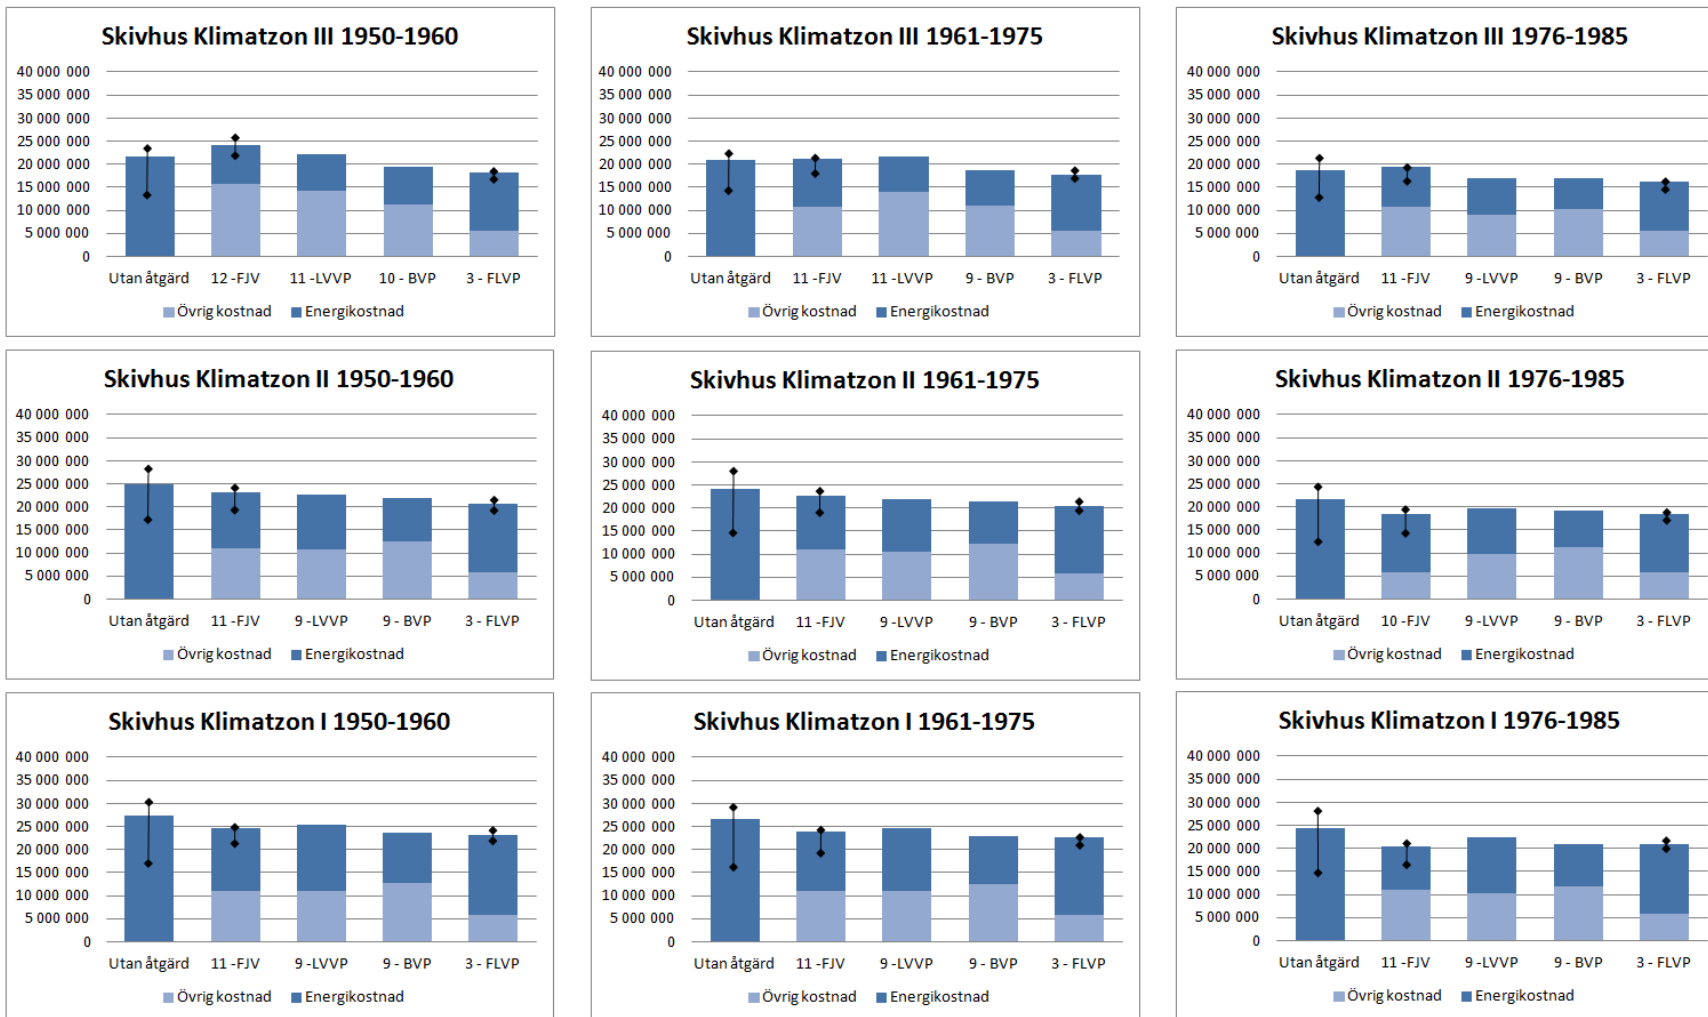 Skivhus Klimatzon III 1950-1960
40 000 000
35 000 000
30 000 000
25 000 000
20 000 000
15 000 000
10 000 000
5 000 000
0
Utan åtgärd 12 -FJV 11 -LVVP 10 - BVP 3 - FLVP
Övrig kostnad Energikostnad
Skivhus Klimatzon III 1961-1975
40 000 000
35 000 000
30 000 000
25 000 000
20 000 000
15 000 000
10 000 000
5 000 000
0
Utan åtgärd 11 -FJV 11 -LVVP 9 - BVP 3 - FLVP
Övrig kostnad Energikostnad
Skivhus Klimatzon III 1976-1985
40 000 000
35 000 000
30 000 000
25 000 000
20 000 000
15 000 000
10 000 000
5 000 000
0
Utan åtgärd 11 -FJV 9 -LVVP 9 - BVP 3 - FLVP
Övrig kostnad Energikostnad
Skivhus Klimatzon II 1950-1960
40 000 000
35 000 000
30 000 000
25 000 000
20 000 000
15 000 000
10 000 000
5 000 000
0
Utan åtgärd 11 -FJV 9 -LVVP 9 - BVP 3 - FLVP
Övrig kostnad Energikostnad
Skivhus Klimatzon II 1961-1975
40 000 000
35 000 000
30 000 000
25 000 000
20 000 000
15 000 000
10 000 000
5 000 000
0
Utan åtgärd 11 -FJV 9 -LVVP 9 - BVP 3 - FLVP
Övrig kostnad Energikostnad
Skivhus Klimatzon II 1976-1985
40 000 000
35 000 000
30 000 000
25 000 000
20 000 000
15 000 000
10 000 000
5 000 000
0
Utan åtgärd 10 -FJV 9 -LVVP 9 - BVP 3 - FLVP
Övrig kostnad Energikostnad
Skivhus Klimatzon I 1950-1960
40 000 000
35 000 000
30 000 000
25 000 000
20 000 000
15 000 000
10 000 000
5 000 000
0
Utan åtgärd 11 -FJV 9 -LVVP 9 - BVP 3 - FLVP
Övrig kostnad Energikostnad
Skivhus Klimatzon I 1961-1975
40 000 000
35 000 000
30 000 000
25 000 000
20 000 000
15 000 000
10 000 000
5 000 000
0
Utan åtgärd 11 -FJV 9 -LVVP 9 - BVP 3 - FLVP
Övrig kostnad Energikostnad
Skivhus Klimatzon I 1976-1985
40 000 000
35 000 000
30 000 000
25 000 000
20 000 000
15 000 000
10 000 000
5 000 000
0
Utan åtgärd 11 -FJV 9 -LVVP 9 - BVP 3 - FLVP
Övrig kostnad Energikostnad